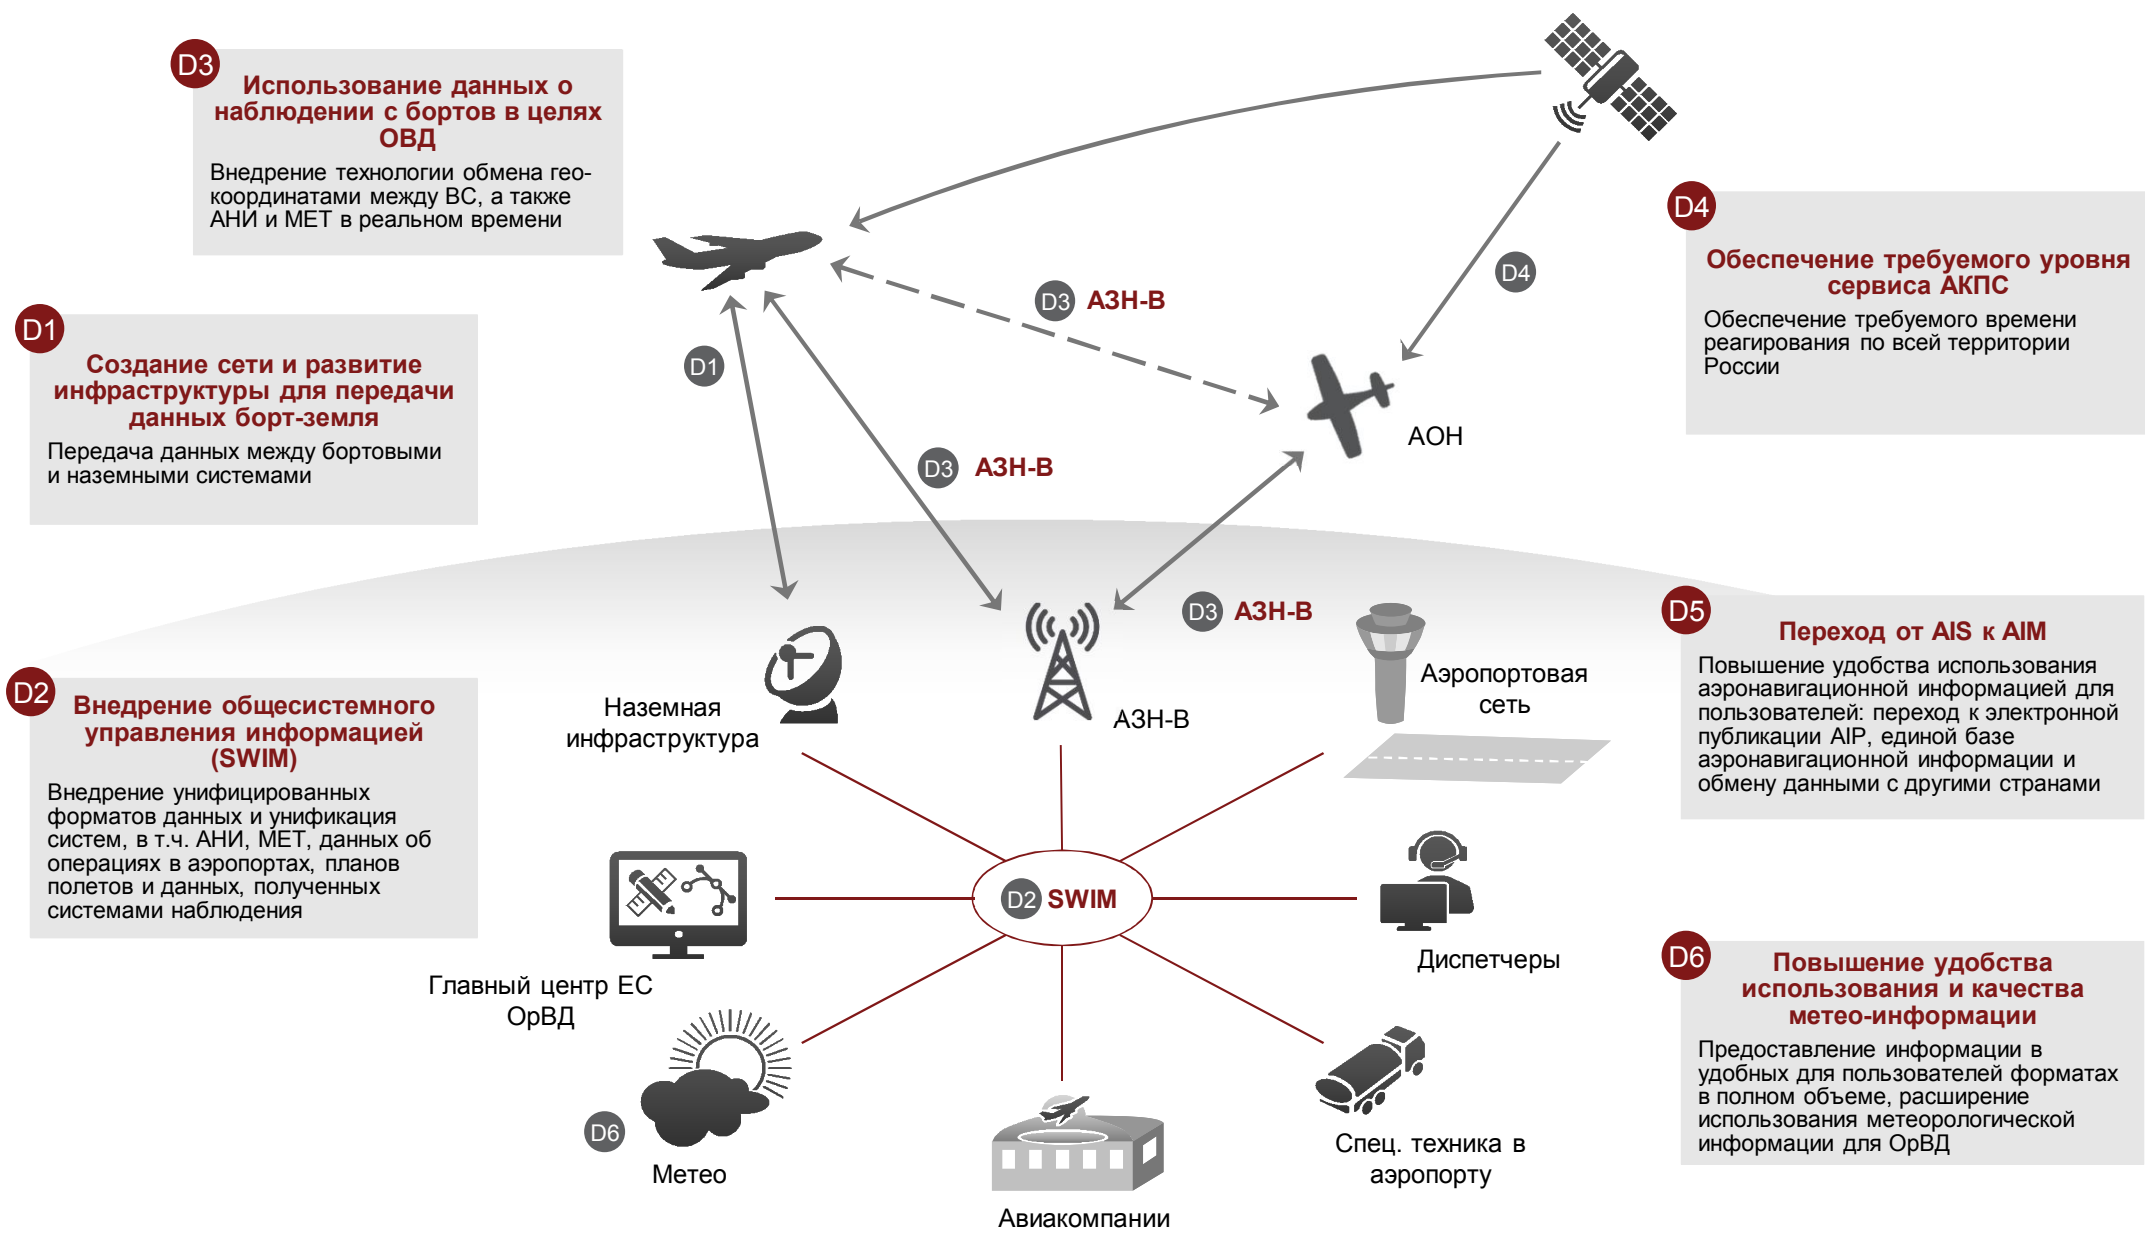 D3
Использование данных о
наблюдении с бортов в целях
ОВД
Внедрение технологии обмена гео-
координатами между ВС, а также
АНИ и МЕТ в реальном времени
D4
Обеспечение требуемого уровня
сервиса АКПС
Обеспечение требуемого времени
реагирования по всей территории
России
D4
D3 АЗН-В
D1
Создание сети и развитие
инфраструктуры для передачи
данных борт-земля
Передача данных между бортовыми
и наземными системами
D1
АОН
D3 АЗН-В
D3 АЗН-В
D5
Переход от AIS к AIM
Повышение удобства использования
аэронавигационной информацией для
пользователей: переход к электронной
публикации AIP, единой базе
аэронавигационной информации и
обмену данными с другими странами
D2
Внедрение общесистемного
управления информацией
(SWIM)
Внедрение унифицированных
форматов данных и унификация
систем, в т.ч. АНИ, МЕТ, данных об
операциях в аэропортах, планов
полетов и данных, полученных
системами наблюдения
Наземная
инфраструктура
АЗН-В
Аэропортовая
сеть
D2 SWIM
Главный центр ЕС
ОрВД
Диспетчеры
D6
Повышение удобства
использования и качества
метео-информации
Предоставление информации в
удобных для пользователей форматах
в полном объеме, расширение
использования метеорологической
информации для ОрВД
D6
Метео
Авиакомпании
Спец. техника в
аэропорту